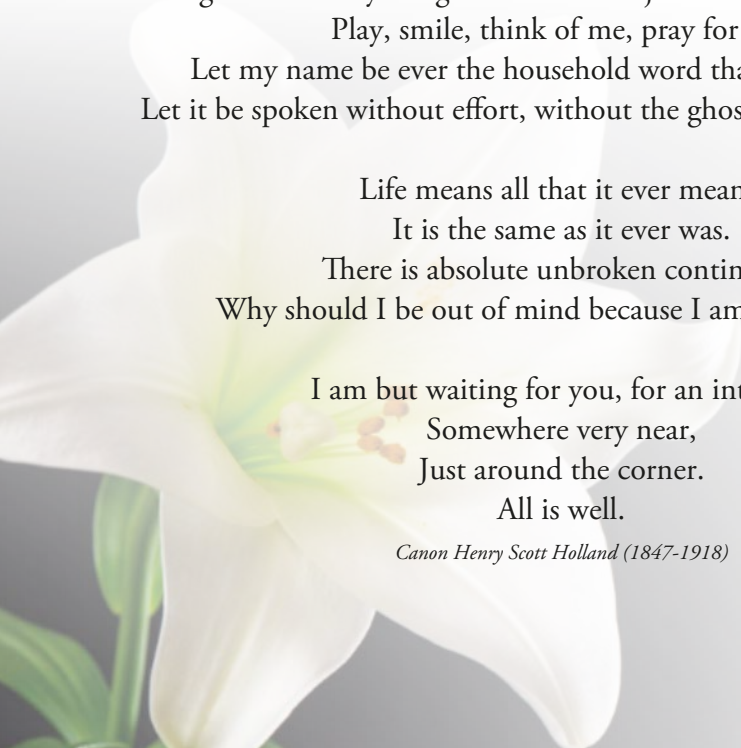 Play, smile, think of me, pray for
Let my name be ever the household word
Let it be spoken without effort, without the
Life means all that it ever
It is the same as it ever was.
There is absolute unbroken
Why should I be out of mind because I am
I am but waiting for you, for an
Somewhere very near,
Just around the corner.
All is well.
Canon Henry Scott Holland (1847-1918)